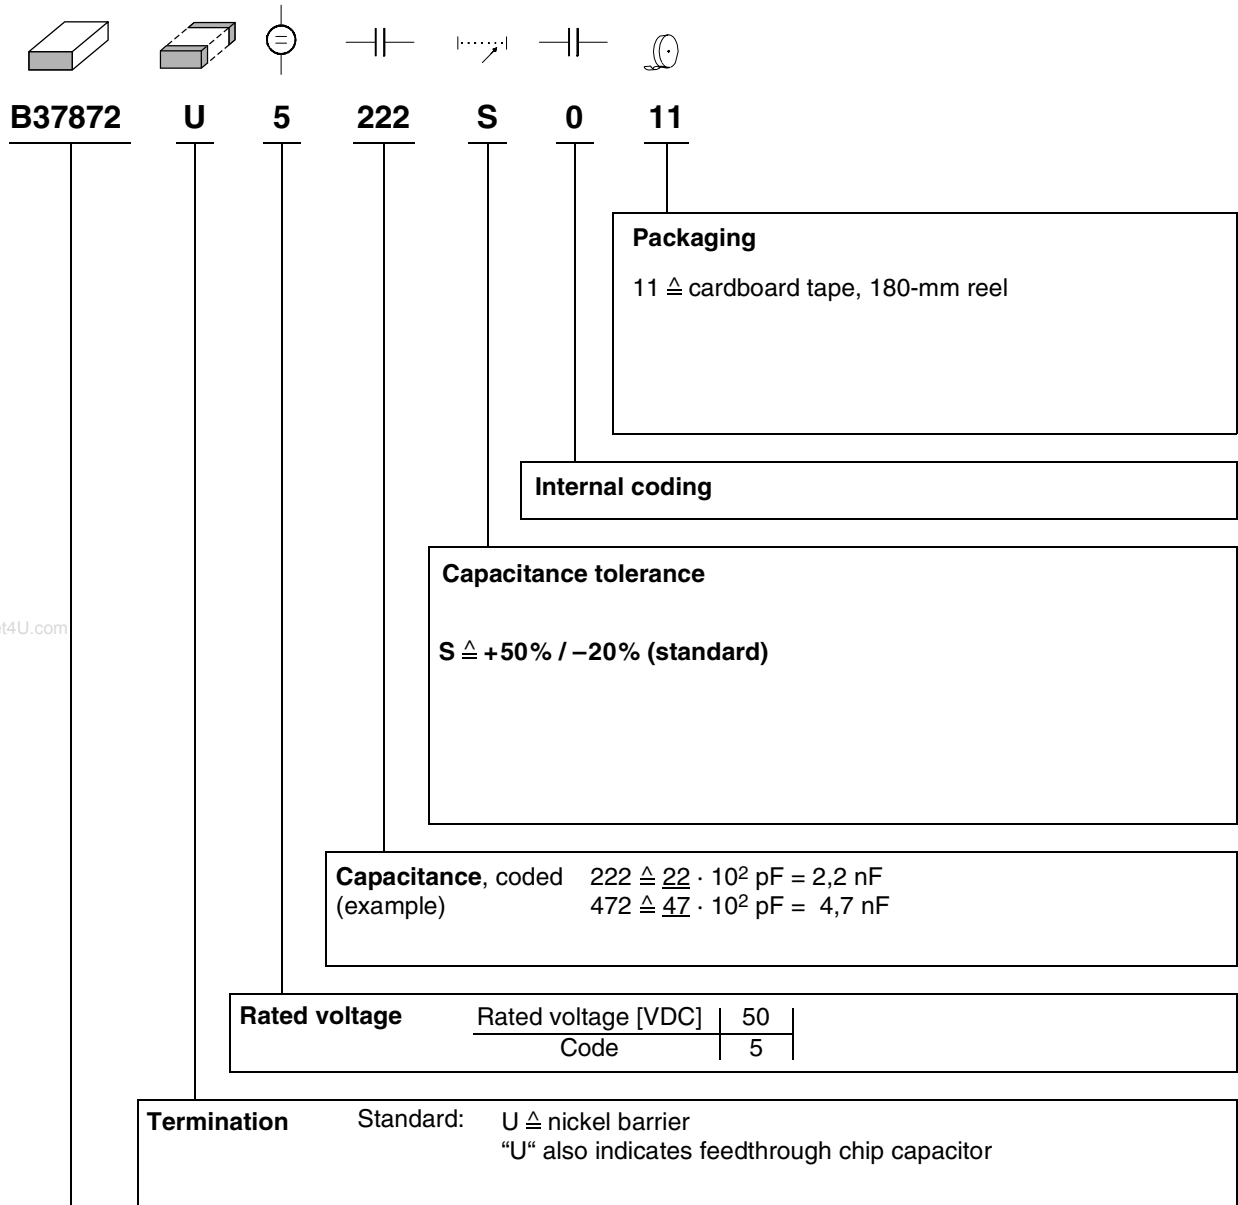 B37872 U 5 222 S 0 11
Packaging
11 ≙ cardboard tape, 180-mm reel
Internal coding
Capacitance tolerance
et4U.com
S ≙ +50% / −20% (standard)
Capacitance, coded 222 ≙ 22 · 10² pF = 2,2 nF
(example) 472 ≙ 47 · 10² pF = 4,7 nF
Rated voltage Rated voltage [VDC] 50
Code 5
Termination Standard: U ≙ nickel barrier
“U“ also indicates feedthrough chip capacitor